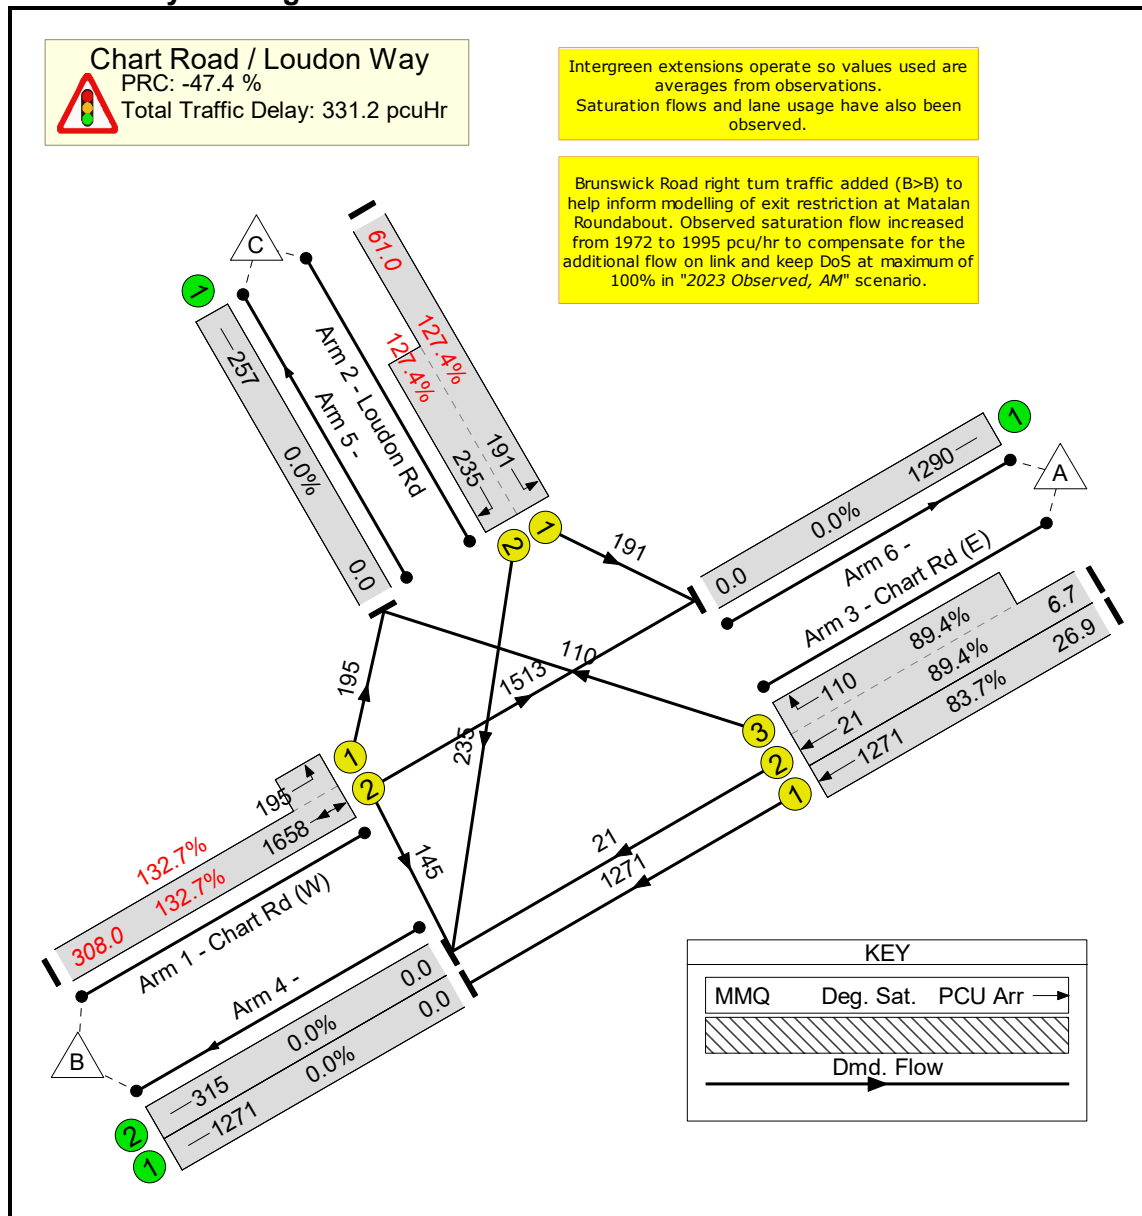 Chart Road / Loudon Way
PRC: -47.4 %
Total Traffic Delay: 331.2 pcuHr
Intergreen extensions operate so values used are
averages from observations.
Saturation flows and lane usage have also been
observed.
Brunswick Road right turn traffic added (B>B) to
help inform modelling of exit restriction at Matalan
Roundabout. Observed saturation flow increased
from 1972 to 1995 pcu/hr to compensate for the
additional flow on link and keep DoS at maximum of
100% in "2023 Observed, AM" scenario.
C
1
257
0.0%
0.0
Arm 5 -
Arm 2 - Loudon Rd
61.0
127.4%
127.4%
191
235
1
2
191
1
1290
0.0%
0.0
A
Arm 6 -
Arm 3 - Chart Rd (E)
89.4%
110
6.7
89.4%
21
26.9
83.7%
1271
3
2
1
110
1513
195
235
145
21
1271
1
2
195
1658
132.7%
132.7%
308.0
Arm 1 - Chart Rd (W)
Arm 4 -
B
0.0
0.0%
315
0.0
0.0%
1271
2
1
KEY
MMQ Deg. Sat. PCU Arr
Dmd. Flow